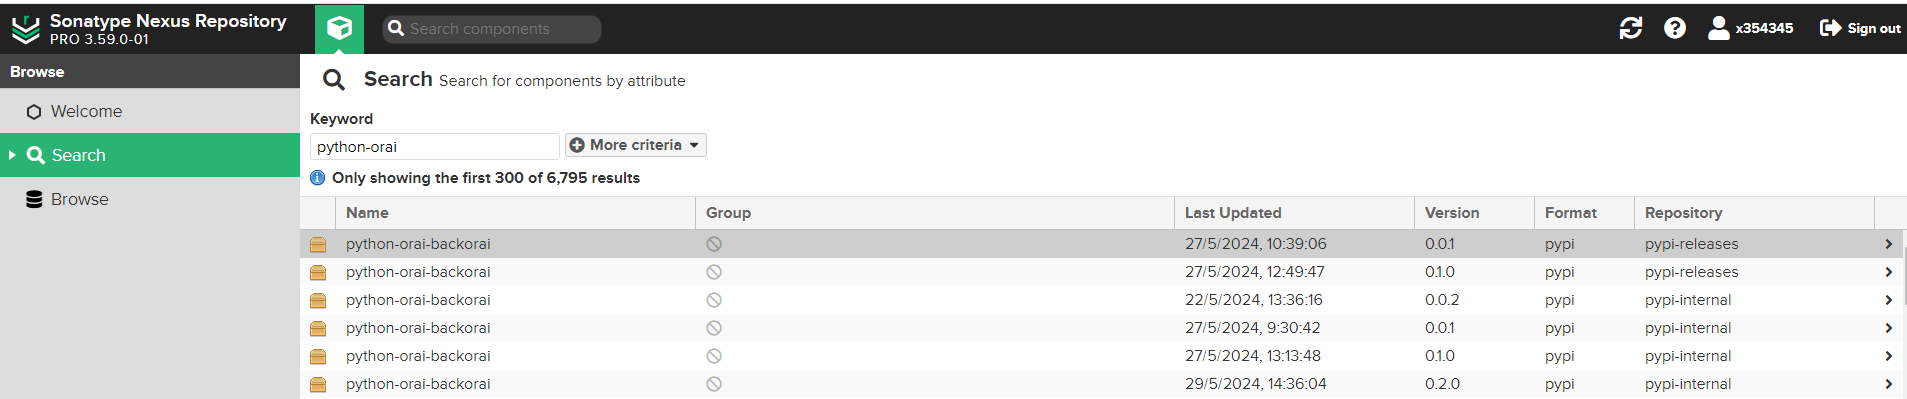 Sonatype Nexus Repository
PRO 3.59.0-01
Search components
x354345
Sign out
Browse
Welcome
Search
Browse
Search Search for components by attribute
Keyword
python-orai
More criteria
Only showing the first 300 of 6,795 results
Name Group Last Updated Version Format Repository
python-orai-backorai 27/5/2024, 10:39:06 0.0.1 pypi pypi-releases
python-orai-backorai 27/5/2024, 12:49:47 0.1.0 pypi pypi-releases
python-orai-backorai 22/5/2024, 13:36:16 0.0.2 pypi pypi-internal
python-orai-backorai 27/5/2024, 9:30:42 0.0.1 pypi pypi-internal
python-orai-backorai 27/5/2024, 13:13:48 0.1.0 pypi pypi-internal
python-orai-backorai 29/5/2024, 14:36:04 0.2.0 pypi pypi-internal